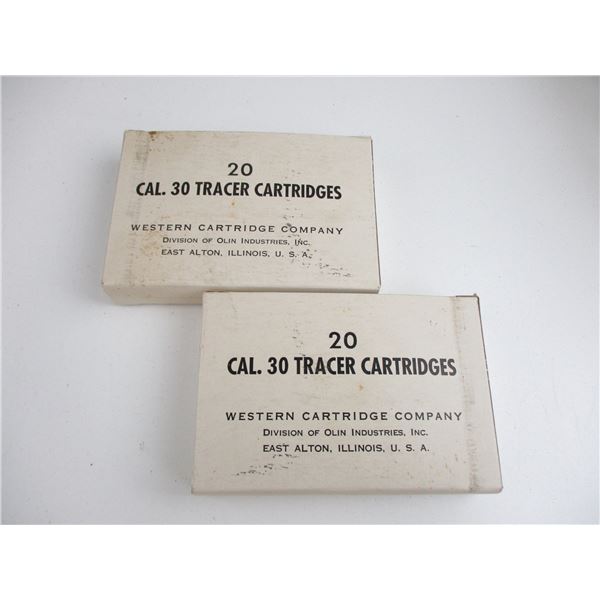 20
CAL. 30 TRACER CARTRIDGES
WESTERN CARTRIDGE COMPANY
DIVISION OF OLIN INDUSTRIES, INC.
EAST ALTON, ILLINOIS, U. S. A.
20
CAL. 30 TRACER CARTRIDGES
WESTERN CARTRIDGE COMPANY
DIVISION OF OLIN INDUSTRIES, INC.
EAST ALTON, ILLINOIS, U. S. A.